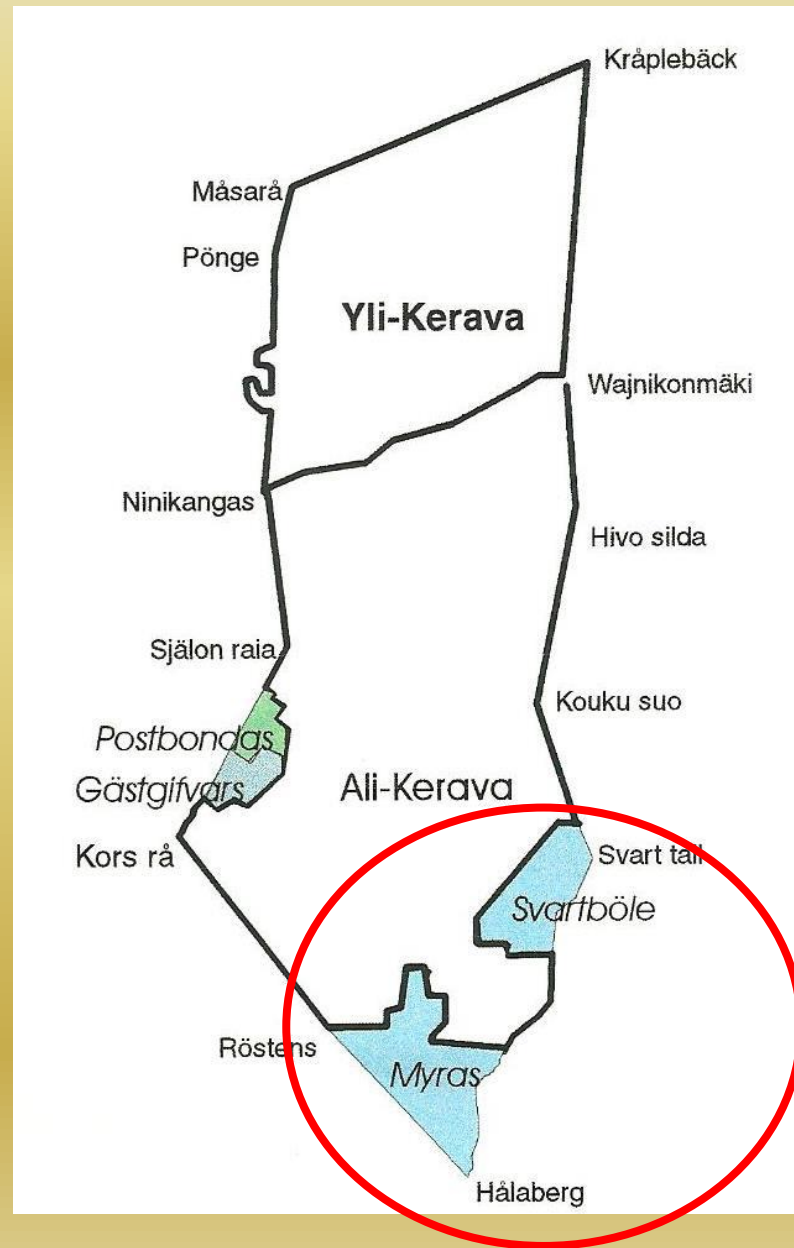 Kråplebäck
Måsarå
Pönge
Yli-Kerava
Wajnikonmäki
Ninikangas
Hivo silda
Själon raia
Kouku suo
Postbondas
Gästgifvars
Ali-Kerava
Kors rå
Svart tall
Svartböle
Röstens
Myras
Hålaberg